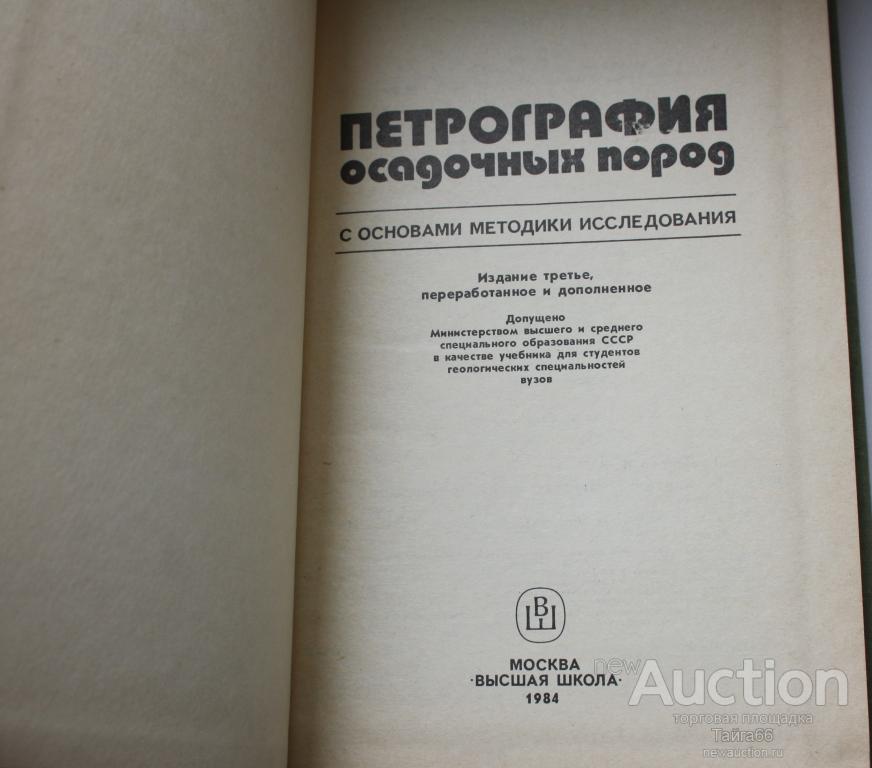 ПЕТРОГРАФИЯ
осадочных пород
С ОСНОВАМИ МЕТОДИКИ ИССЛЕДОВАНИЯ
Издание третье,
переработанное и дополненное
Допущено
Министерством высшего и среднего
специального образования СССР
в качестве учебника для студентов
геологических специальностей
вузов
ВШ
МОСКВА
·ВЫСШАЯ ШКОЛА·
1984
newAuction
торговая площадка
Тайга66
newauction.ru